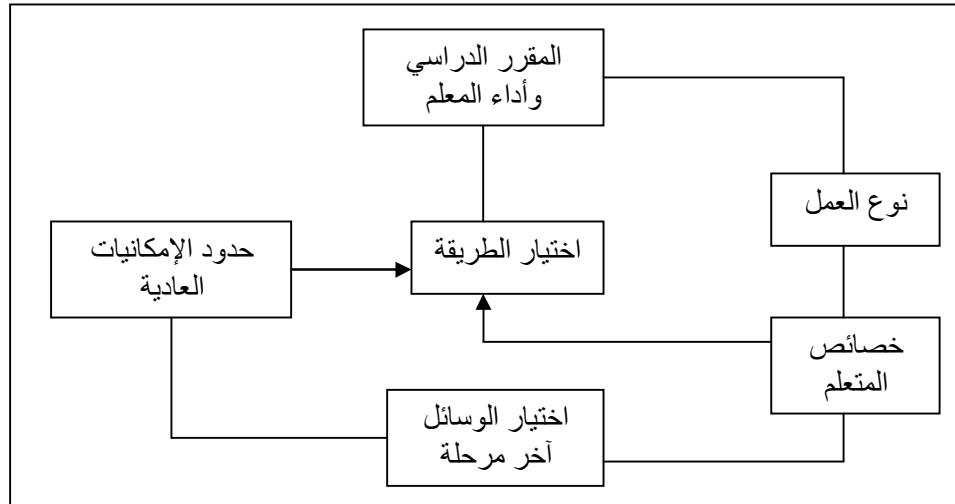 المقرر الدراسي
وأداء المعلم
نوع العمل
حدود الإمكانيات
العادية
اختيار الطريقة
خصائص
المتعلم
اختيار الوسائل
آخر مرحلة